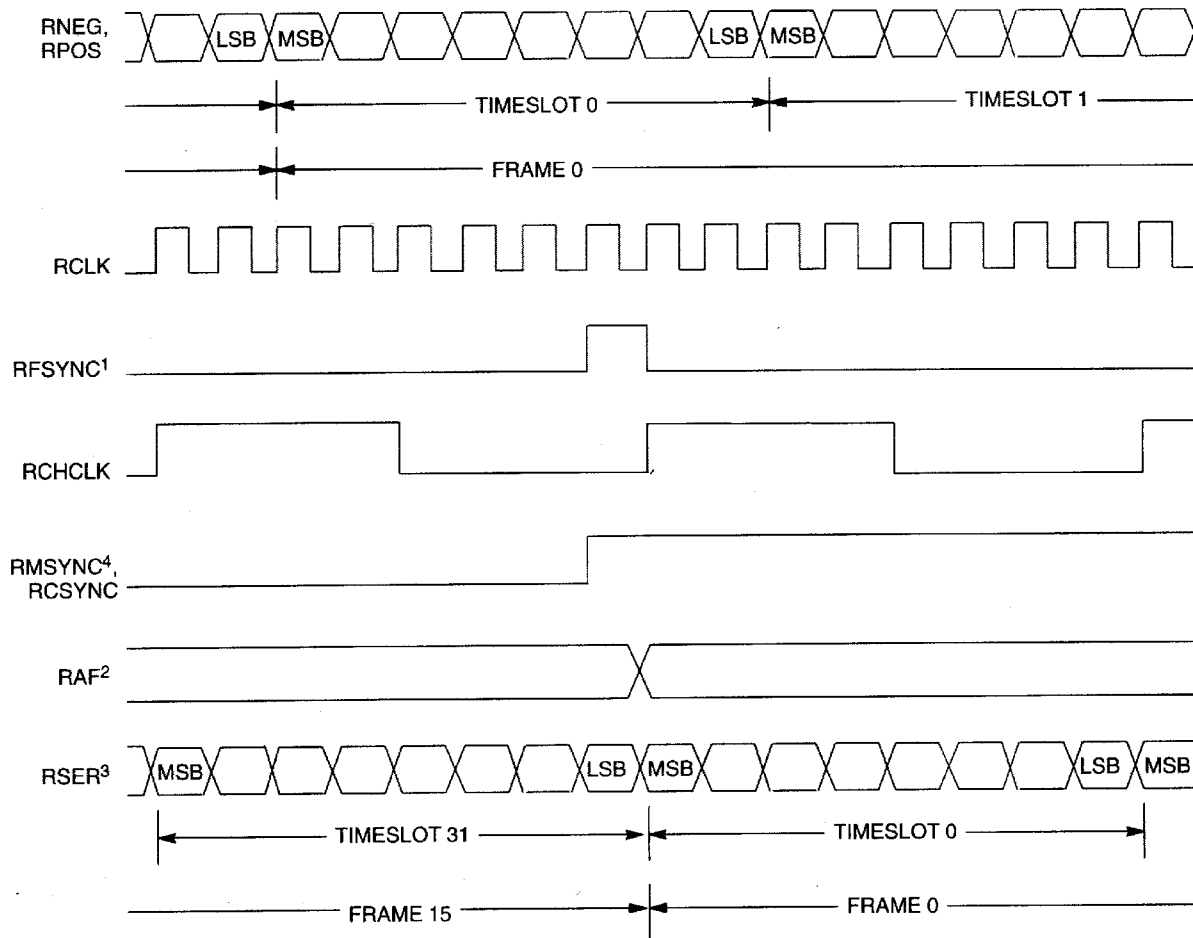 RNEG,
RPOS
LSB MSB LSB MSB
TIMESLOT 0 TIMESLOT 1
FRAME 0
RCLK
RFSYNC¹
RCHCLK
RMSYNC⁴,
RCSYNC
RAF²
RSER³
MSB LSB MSB LSB MSB
TIMESLOT 31 TIMESLOT 0
FRAME 15 FRAME 0